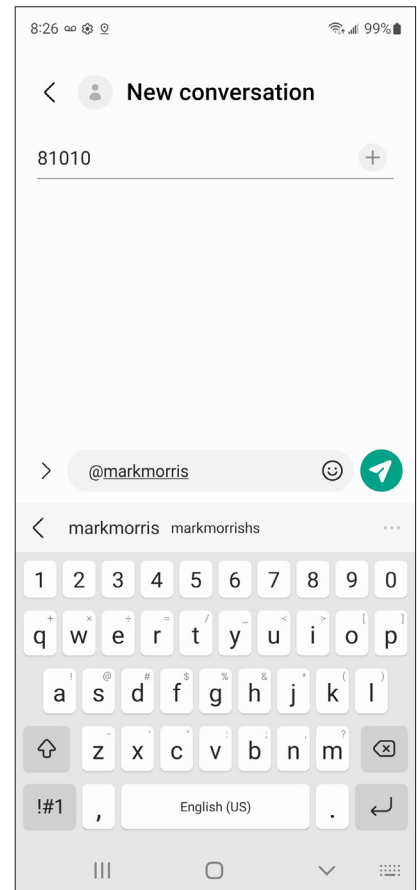 8:26 99%
New conversation
81010
+
@markmorris
markmorris markmorrishs
1 2 3 4 5 6 7 8 9 0
+ × ÷ = / _ < > [ ]
q w e r t y u i o p
! @ # $ % ^ & * ( )
a s d f g h j k l
- ' " : ; , ?
z x c v b n m
!#1 , English (US) .